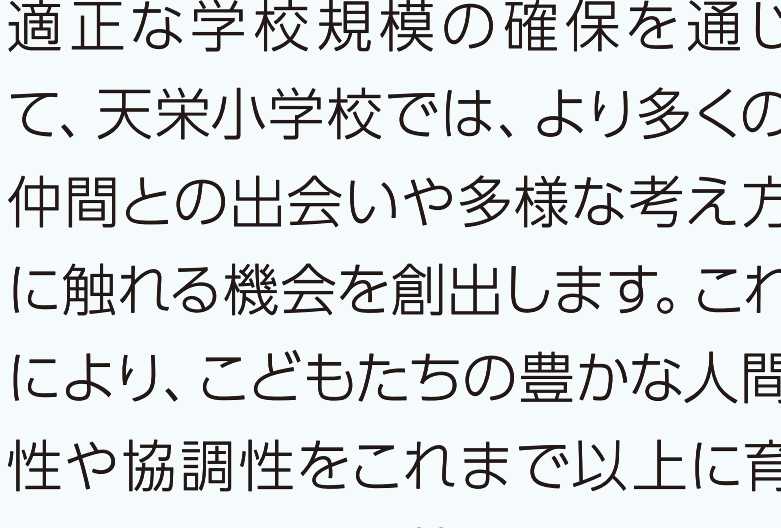 適正な学校規模の確保を通じ
て、天栄小学校では、より多くの
仲間との出会いや多様な考え方
に触れる機会を創出します。これ
により、こどもたちの豊かな人間
性や協調性をこれまで以上に育